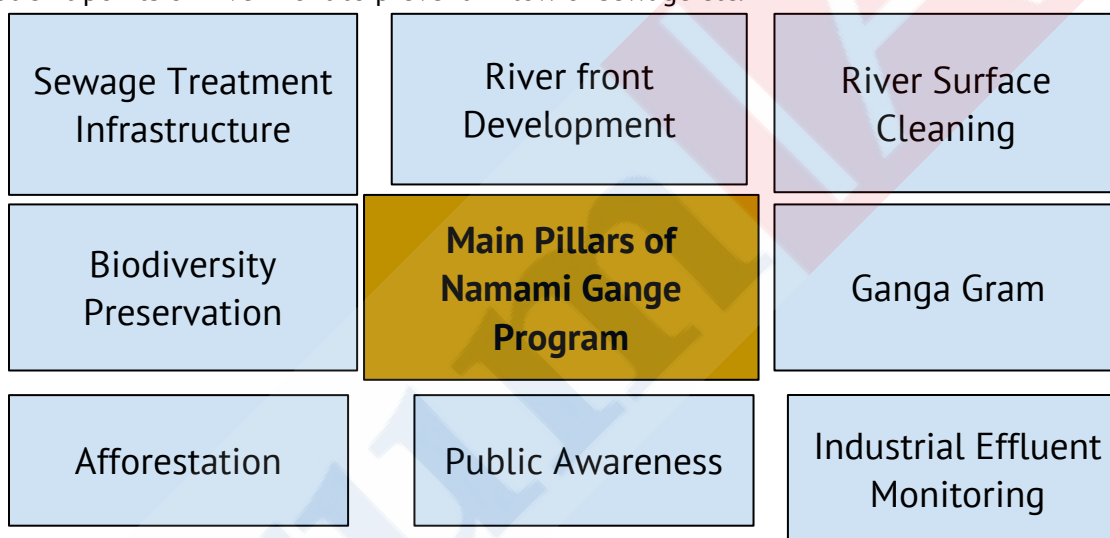 Sewage Treatment
Infrastructure
River front
Development
River Surface
Cleaning
Biodiversity
Preservation
Main Pillars of
Namami Gange
Program
Ganga Gram
Afforestation
Public Awareness
Industrial Effluent
Monitoring